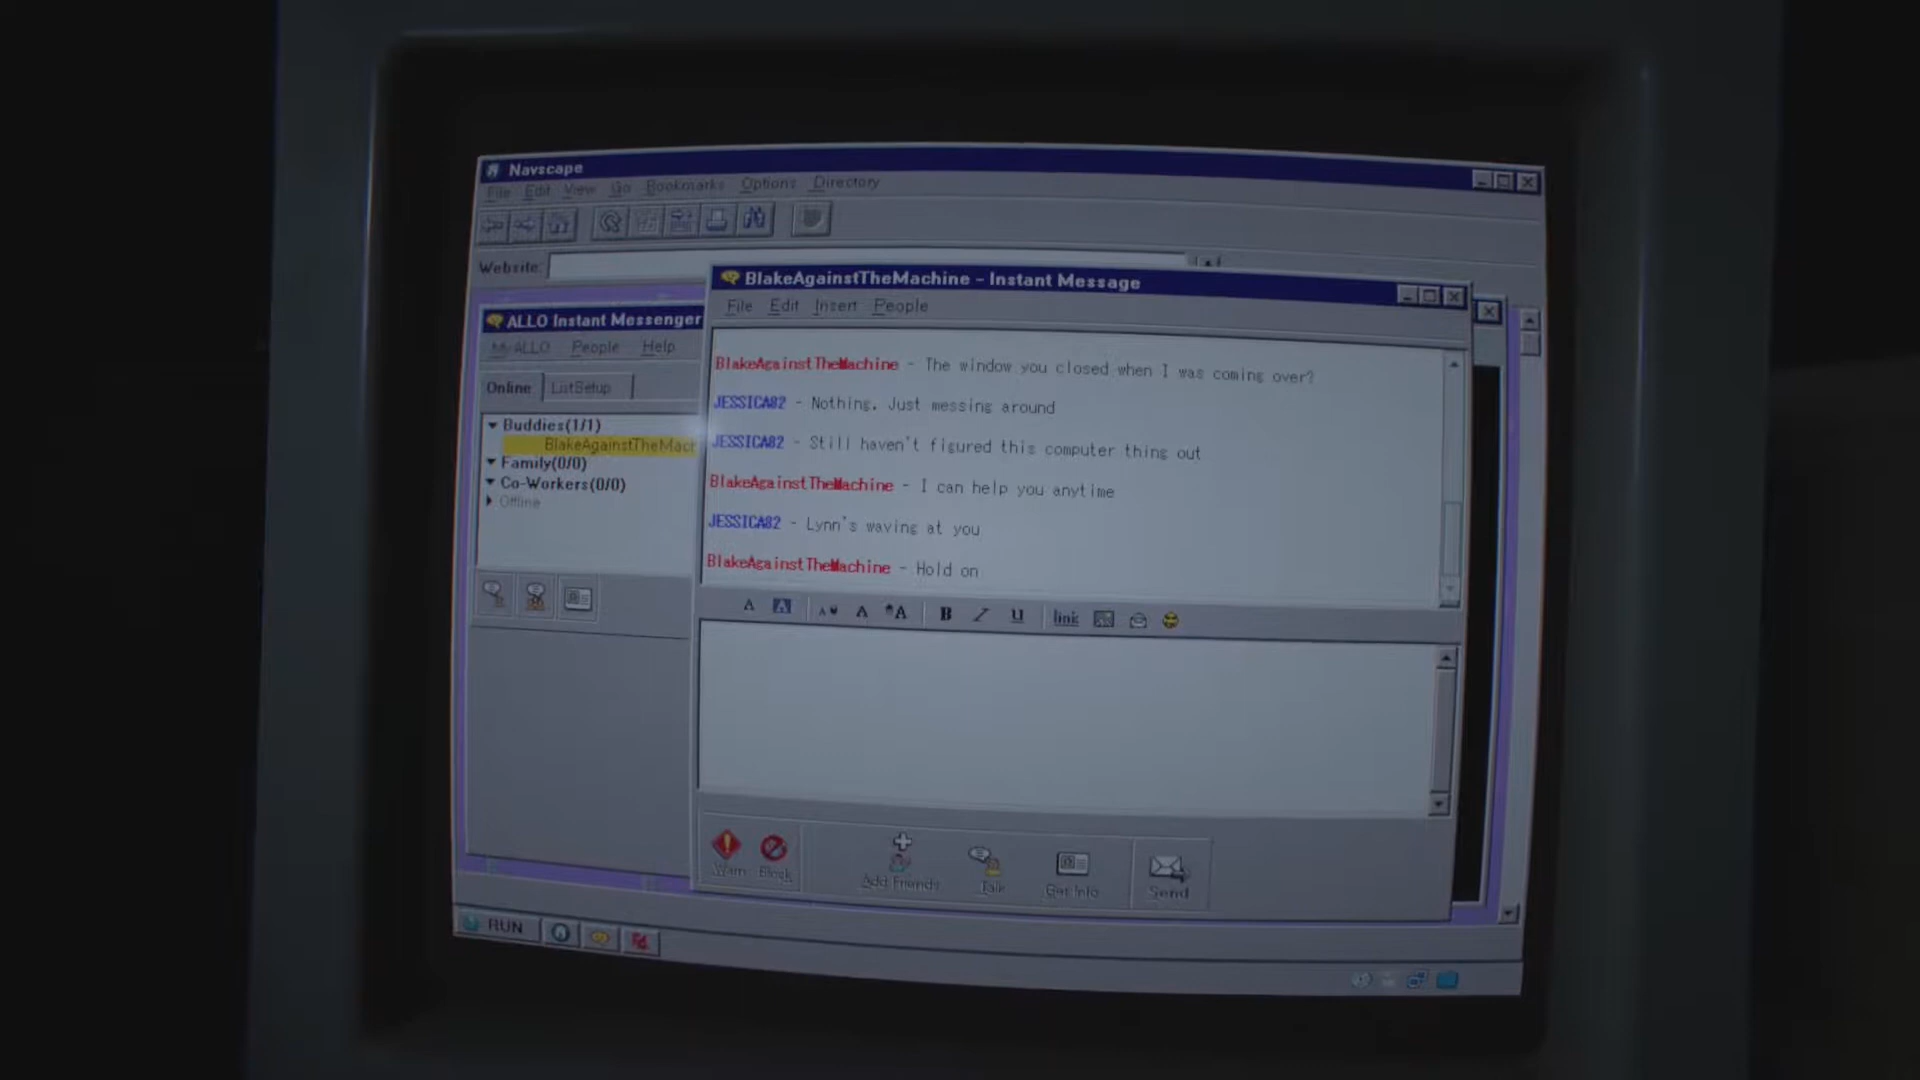 Navscape
File Edit View Go Bookmarks Options Directory
Website:
ALLO Instant Messenger
My ALLO People Help
Online ListSetup
Buddies(1/1)
BlakeAgainstTheMach
Family(0/0)
Co-Workers(0/0)
Offline
BlakeAgainstTheMachine - Instant Message
File Edit Insert People
BlakeAgainstTheMachine - The window you closed when I was coming over?
JESSICA82 - Nothing. Just messing around
JESSICA82 - Still haven't figured this computer thing out
BlakeAgainstTheMachine - I can help you anytime
JESSICA82 - Lynn's waving at you
BlakeAgainstTheMachine - Hold on
A A A A A B I U link
Warn Block Add Friends Talk Get Info Send
RUN